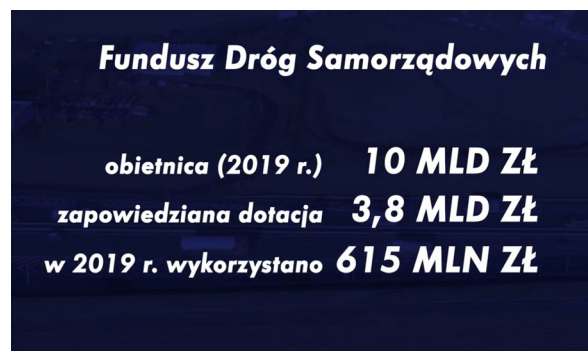 Fundusz Dróg Samorządowych
obietnica (2019 r.) 10 MLD ZŁ
zapowiedziana dotacja 3,8 MLD ZŁ
w 2019 r. wykorzystano 615 MLN ZŁ